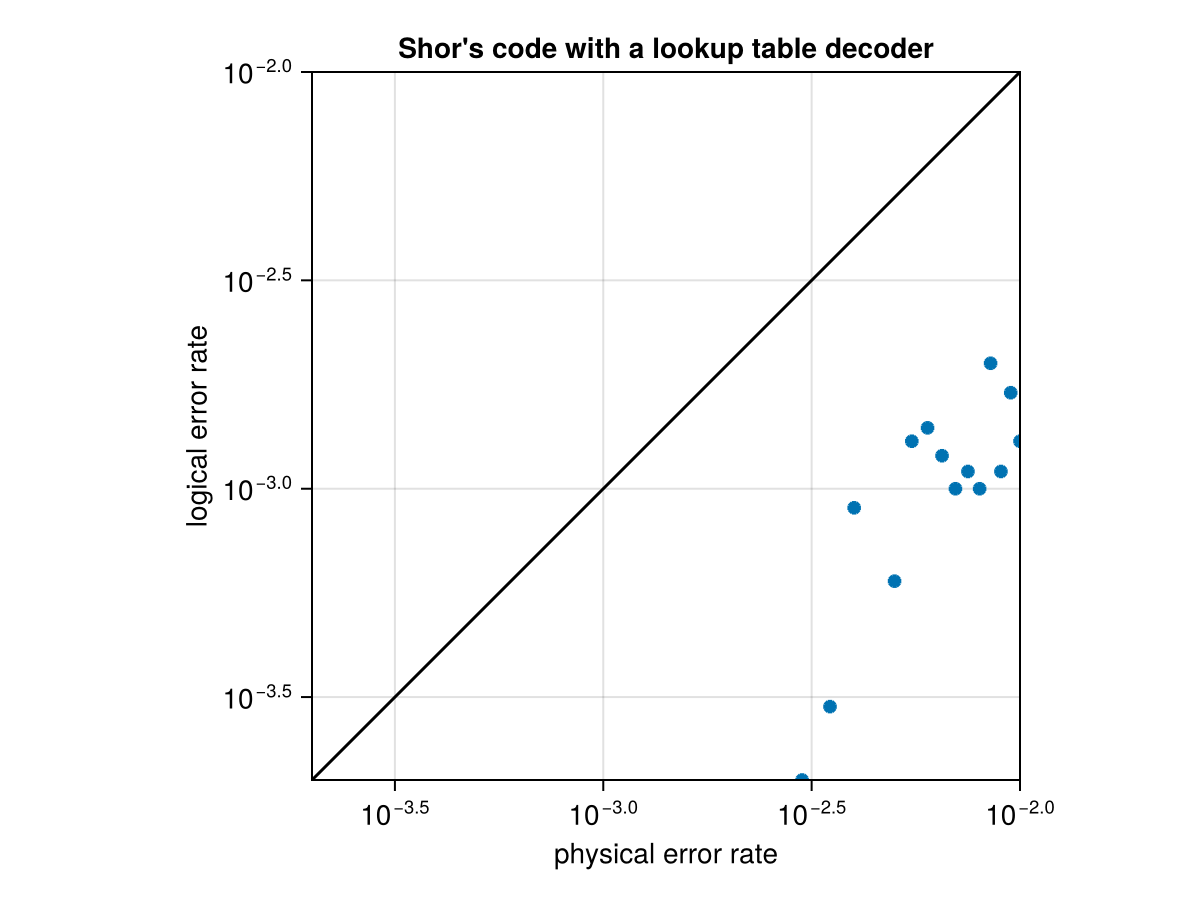 Shor's code with a lookup table decoder
10⁻²·⁰
10⁻²·⁵
10⁻³·⁰
10⁻³·⁵
logical error rate
10⁻³·⁵ 10⁻³·⁰ 10⁻²·⁵ 10⁻²·⁰
physical error rate